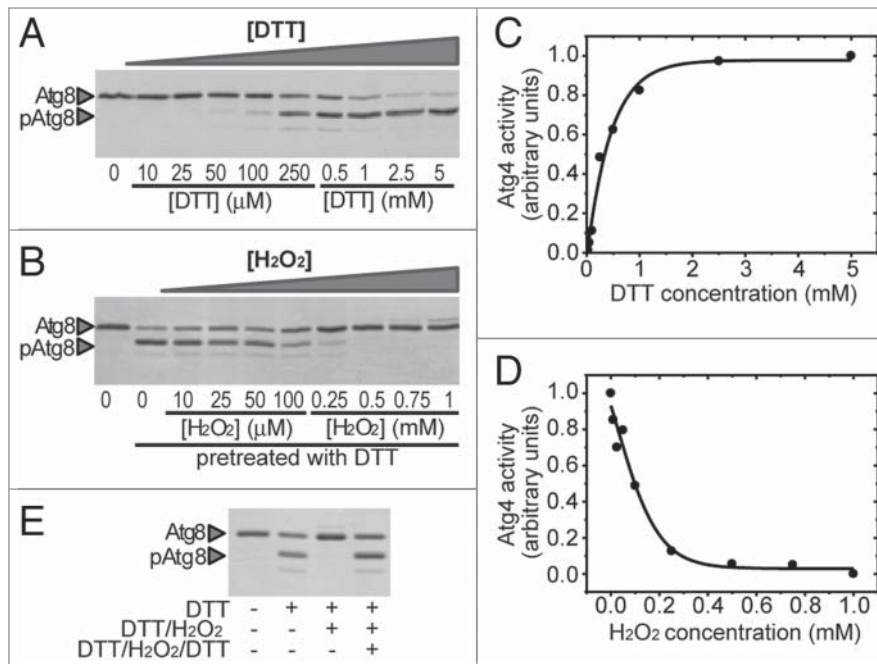 A
[DTT]
Atg8
pAtg8
0 10 25 50 100 250 0.5 1 2.5 5
[DTT] (μM) [DTT] (mM)
B
[H2O2]
Atg8
pAtg8
0 0 10 25 50 100 0.25 0.5 0.75 1
[H2O2] (μM) [H2O2] (mM)
pretreated with DTT
E
Atg8
pAtg8
DTT - + + +
DTT/H2O2 - - + +
DTT/H2O2/DTT - - - +
C
Atg4 activity
(arbitrary units)
1.0
0.8
0.6
0.4
0.2
0.0
0 1 2 3 4 5
DTT concentration (mM)
D
Atg4 activity
(arbitrary units)
1.0
0.8
0.6
0.4
0.2
0.0
0.0 0.2 0.4 0.6 0.8 1.0
H2O2 concentration (mM)